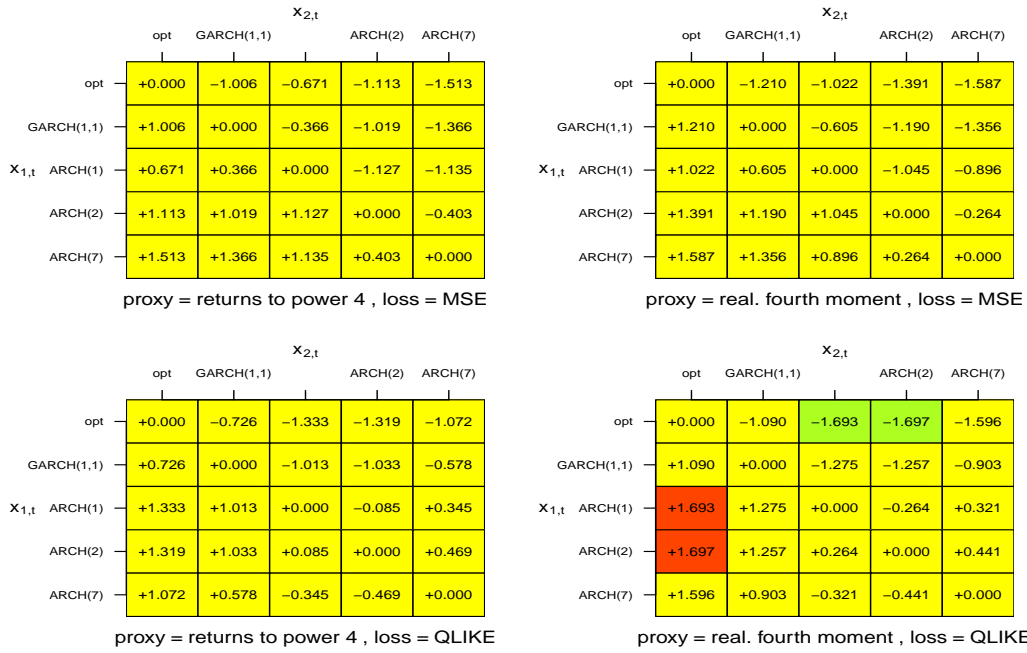 x2,t
opt GARCH(1,1) ARCH(2) ARCH(7)
opt +0.000 −1.006 −0.671 −1.113 −1.513
GARCH(1,1) +1.006 +0.000 −0.366 −1.019 −1.366
x1,t ARCH(1) +0.671 +0.366 +0.000 −1.127 −1.135
ARCH(2) +1.113 +1.019 +1.127 +0.000 −0.403
ARCH(7) +1.513 +1.366 +1.135 +0.403 +0.000
proxy = returns to power 4 , loss = MSE
x2,t
opt GARCH(1,1) ARCH(2) ARCH(7)
opt +0.000 −1.210 −1.022 −1.391 −1.587
GARCH(1,1) +1.210 +0.000 −0.605 −1.190 −1.356
x1,t ARCH(1) +1.022 +0.605 +0.000 −1.045 −0.896
ARCH(2) +1.391 +1.190 +1.045 +0.000 −0.264
ARCH(7) +1.587 +1.356 +0.896 +0.264 +0.000
proxy = real. fourth moment , loss = MSE
x2,t
opt GARCH(1,1) ARCH(2) ARCH(7)
opt +0.000 −0.726 −1.333 −1.319 −1.072
GARCH(1,1) +0.726 +0.000 −1.013 −1.033 −0.578
x1,t ARCH(1) +1.333 +1.013 +0.000 −0.085 +0.345
ARCH(2) +1.319 +1.033 +0.085 +0.000 +0.469
ARCH(7) +1.072 +0.578 −0.345 −0.469 +0.000
proxy = returns to power 4 , loss = QLIKE
x2,t
opt GARCH(1,1) ARCH(2) ARCH(7)
opt +0.000 −1.090 −1.693 −1.697 −1.596
GARCH(1,1) +1.090 +0.000 −1.275 −1.257 −0.903
x1,t ARCH(1) +1.693 +1.275 +0.000 −0.264 +0.321
ARCH(2) +1.697 +1.257 +0.264 +0.000 +0.441
ARCH(7) +1.596 +0.903 −0.321 −0.441 +0.000
proxy = real. fourth moment , loss = QLIKE